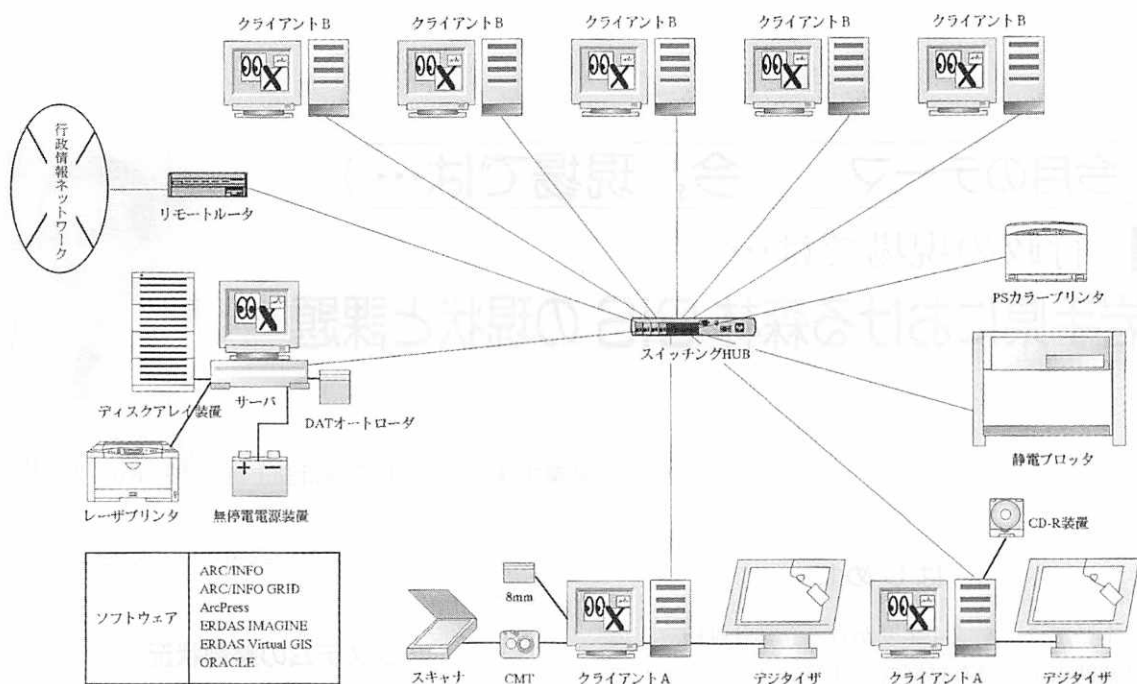 クライアントB
クライアントB
クライアントB
クライアントB
クライアントB
行政情報ネットワーク
リモートルータ
PSカラープリンタ
スイッチングHUB
ディスクアレイ装置
サーバ
DATオートローダ
静電プロッタ
レーザプリンタ
無停電電源装置
CD-R装置
8mm
ソフトウェア
ARC/INFO
ARC/INFO GRID
ArcPress
ERDAS IMAGINE
ERDAS Virtual GIS
ORACLE
スキャナ
CMT
クライアントA
デジタイザ
クライアントA
デジタイザ